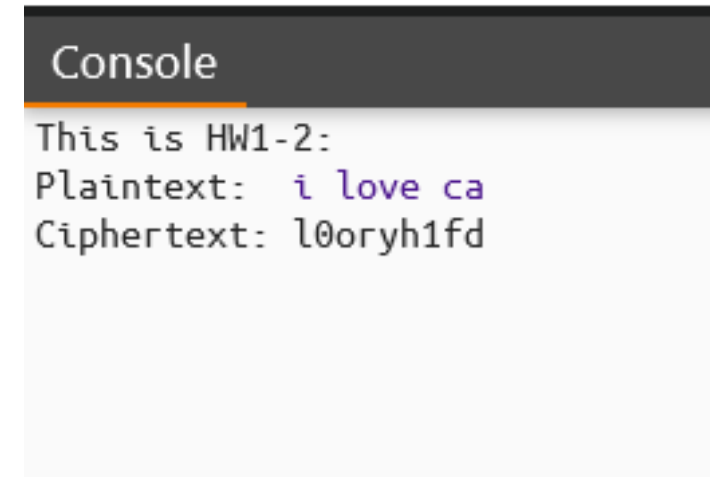 Console
This is HW1-2:
Plaintext:  i love ca
Ciphertext: l0oryh1fd